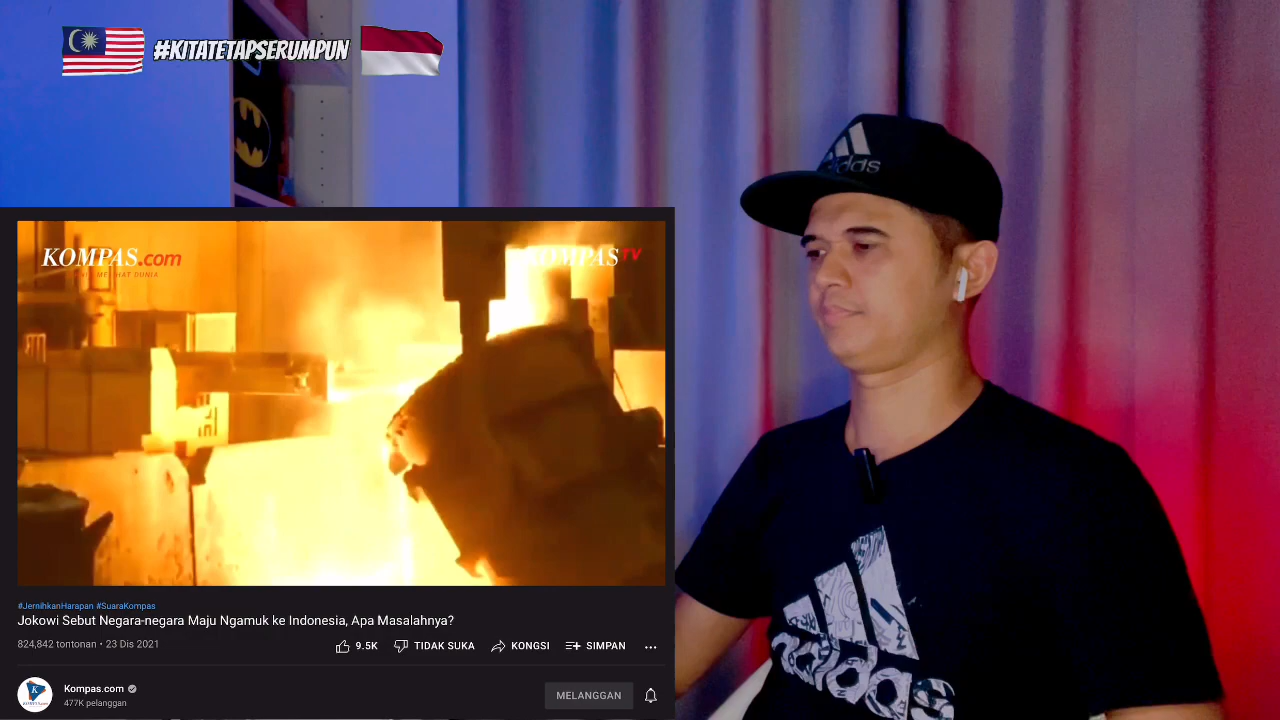 #KITATETAPSERUMPUN
KOMPAS.com
KOMPAS TV
adidas
#JernihkanHarapan #SuaraKompas
Jokowi Sebut Negara-negara Maju Ngamuk ke Indonesia, Apa Masalahnya?
824,842 tontonan • 23 Dis 2021
9.5K
TIDAK SUKA
KONGSI
SIMPAN
Kompas.com
477K pelanggan
MELANGGAN
adidas